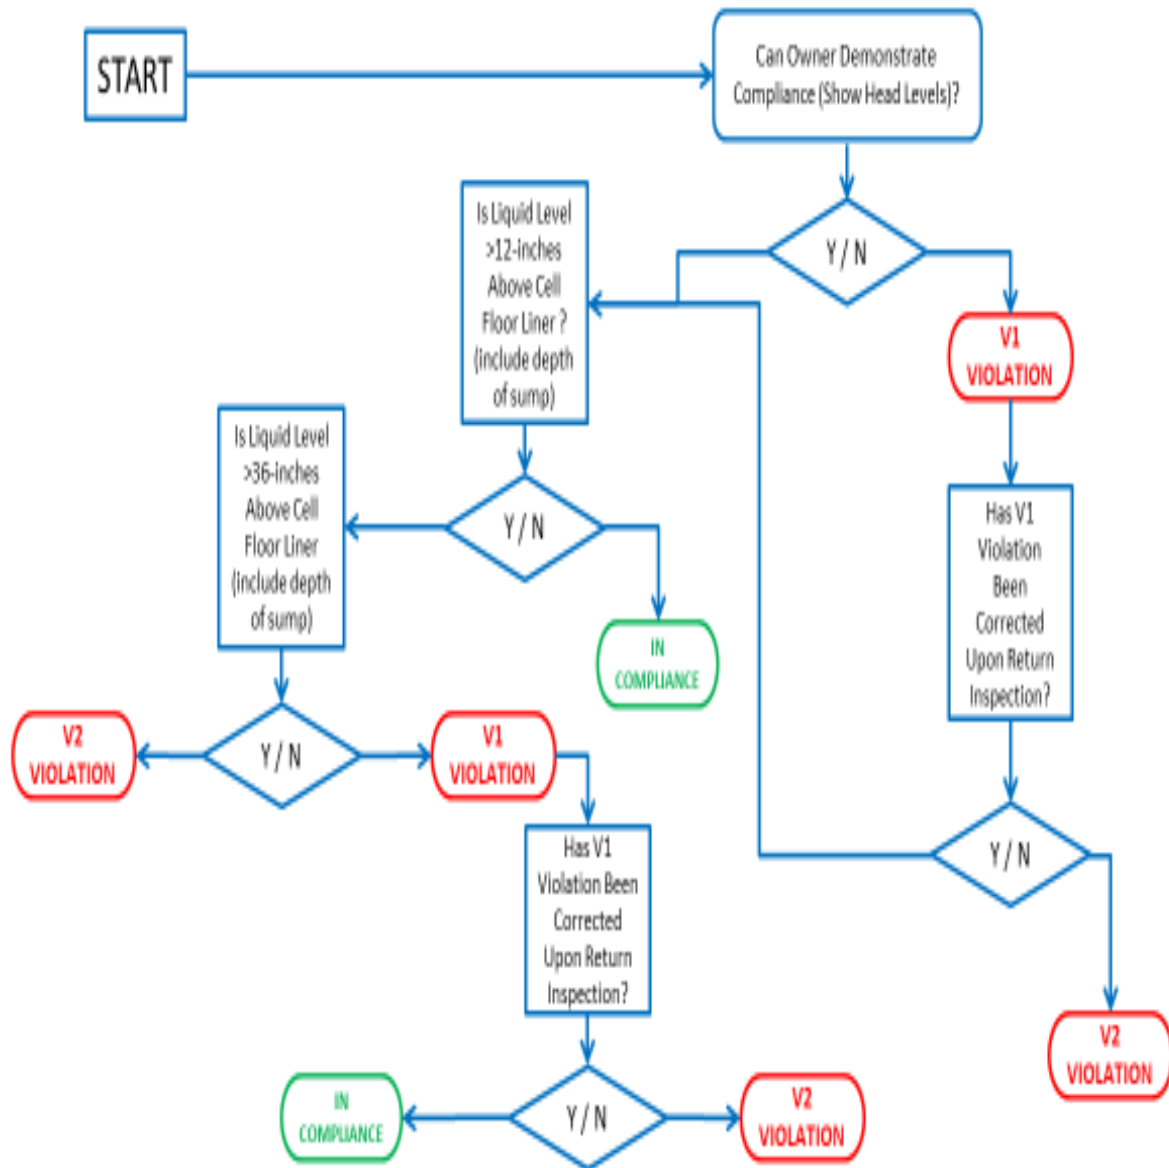 START
Can Owner Demonstrate
Compliance (Show Head Levels)?
Y / N
Is Liquid Level
>12-inches
Above Cell
Floor Liner ?
(include depth
of sump)
V1
VIOLATION
Is Liquid Level
>36-inches
Above Cell
Floor Liner
(include depth
of sump)
Y / N
Has V1
Violation
Been
Corrected
Upon Return
Inspection?
IN
COMPLIANCE
V2
VIOLATION
Y / N
V1
VIOLATION
Y / N
Has V1
Violation Been
Corrected
Upon Return
Inspection?
V2
VIOLATION
IN
COMPLIANCE
Y / N
V2
VIOLATION